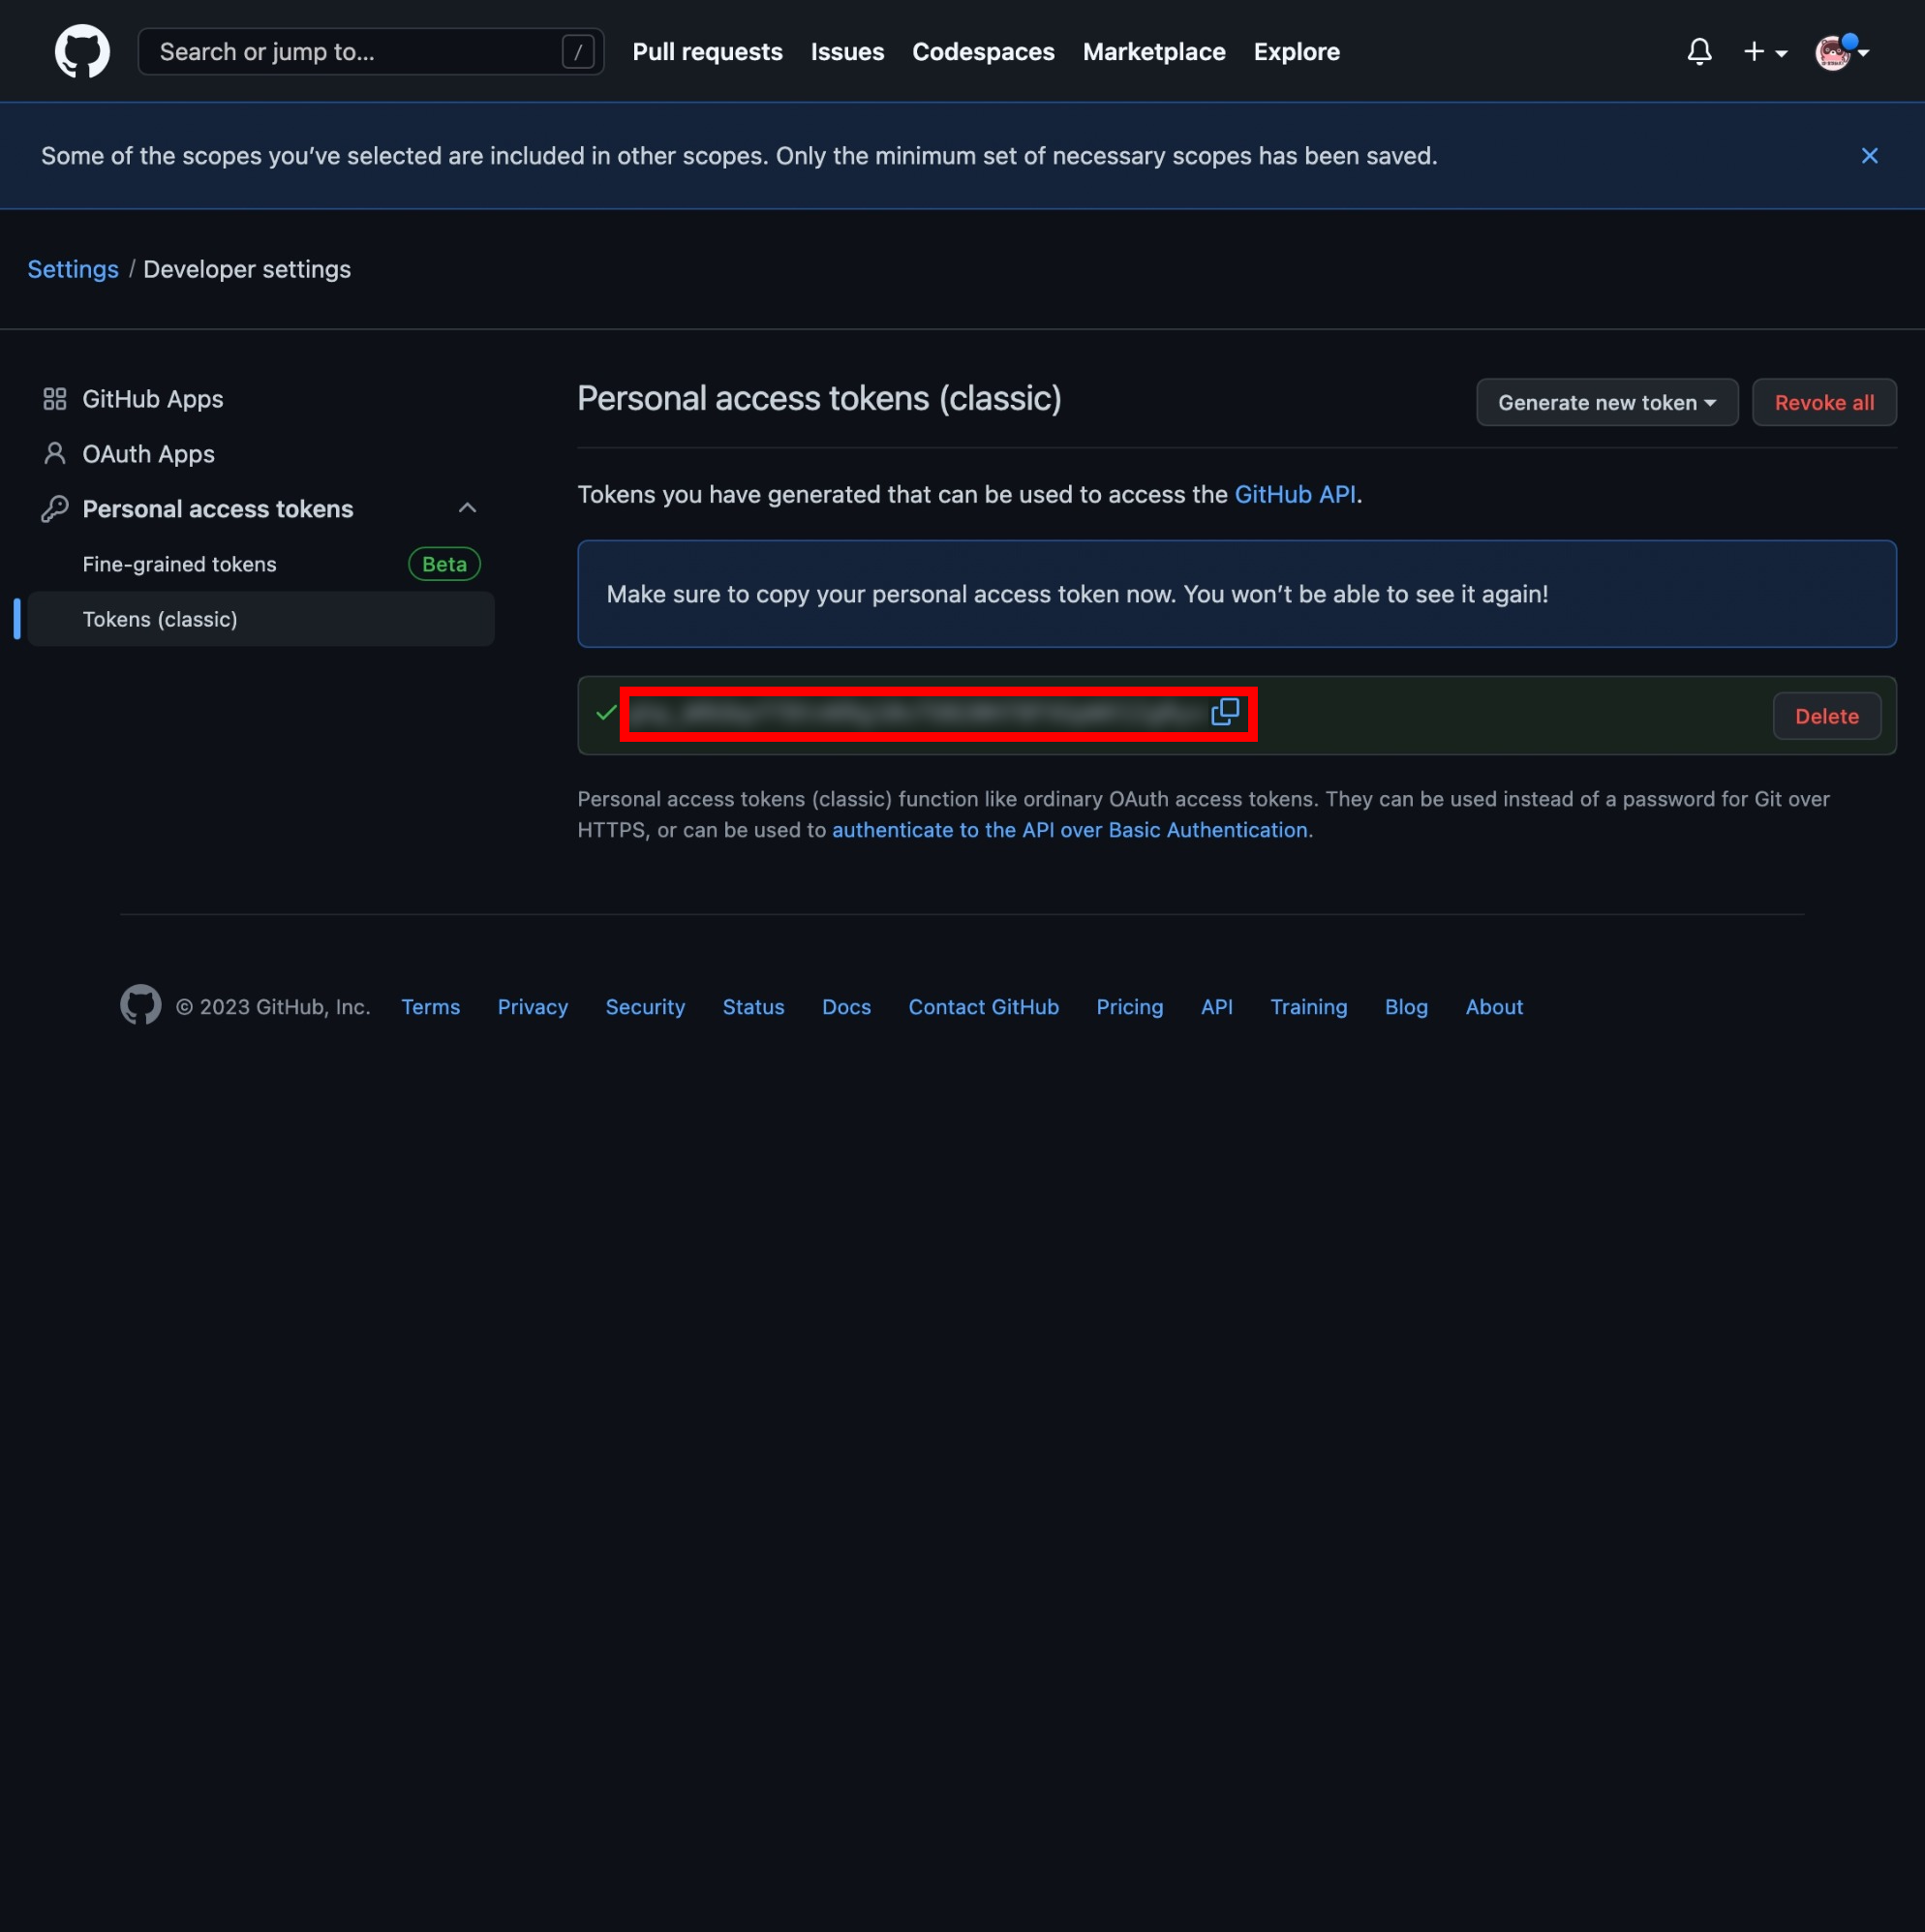 Search or jump to...
/
Pull requests
Issues
Codespaces
Marketplace
Explore
Some of the scopes you’ve selected are included in other scopes. Only the minimum set of necessary scopes has been saved.
Settings / Developer settings
GitHub Apps
OAuth Apps
Personal access tokens
Fine-grained tokens
Beta
Tokens (classic)
Personal access tokens (classic)
Generate new token
Revoke all
Tokens you have generated that can be used to access the GitHub API.
Make sure to copy your personal access token now. You won’t be able to see it again!
Delete
Personal access tokens (classic) function like ordinary OAuth access tokens. They can be used instead of a password for Git over
HTTPS, or can be used to authenticate to the API over Basic Authentication.
© 2023 GitHub, Inc.
Terms
Privacy
Security
Status
Docs
Contact GitHub
Pricing
API
Training
Blog
About